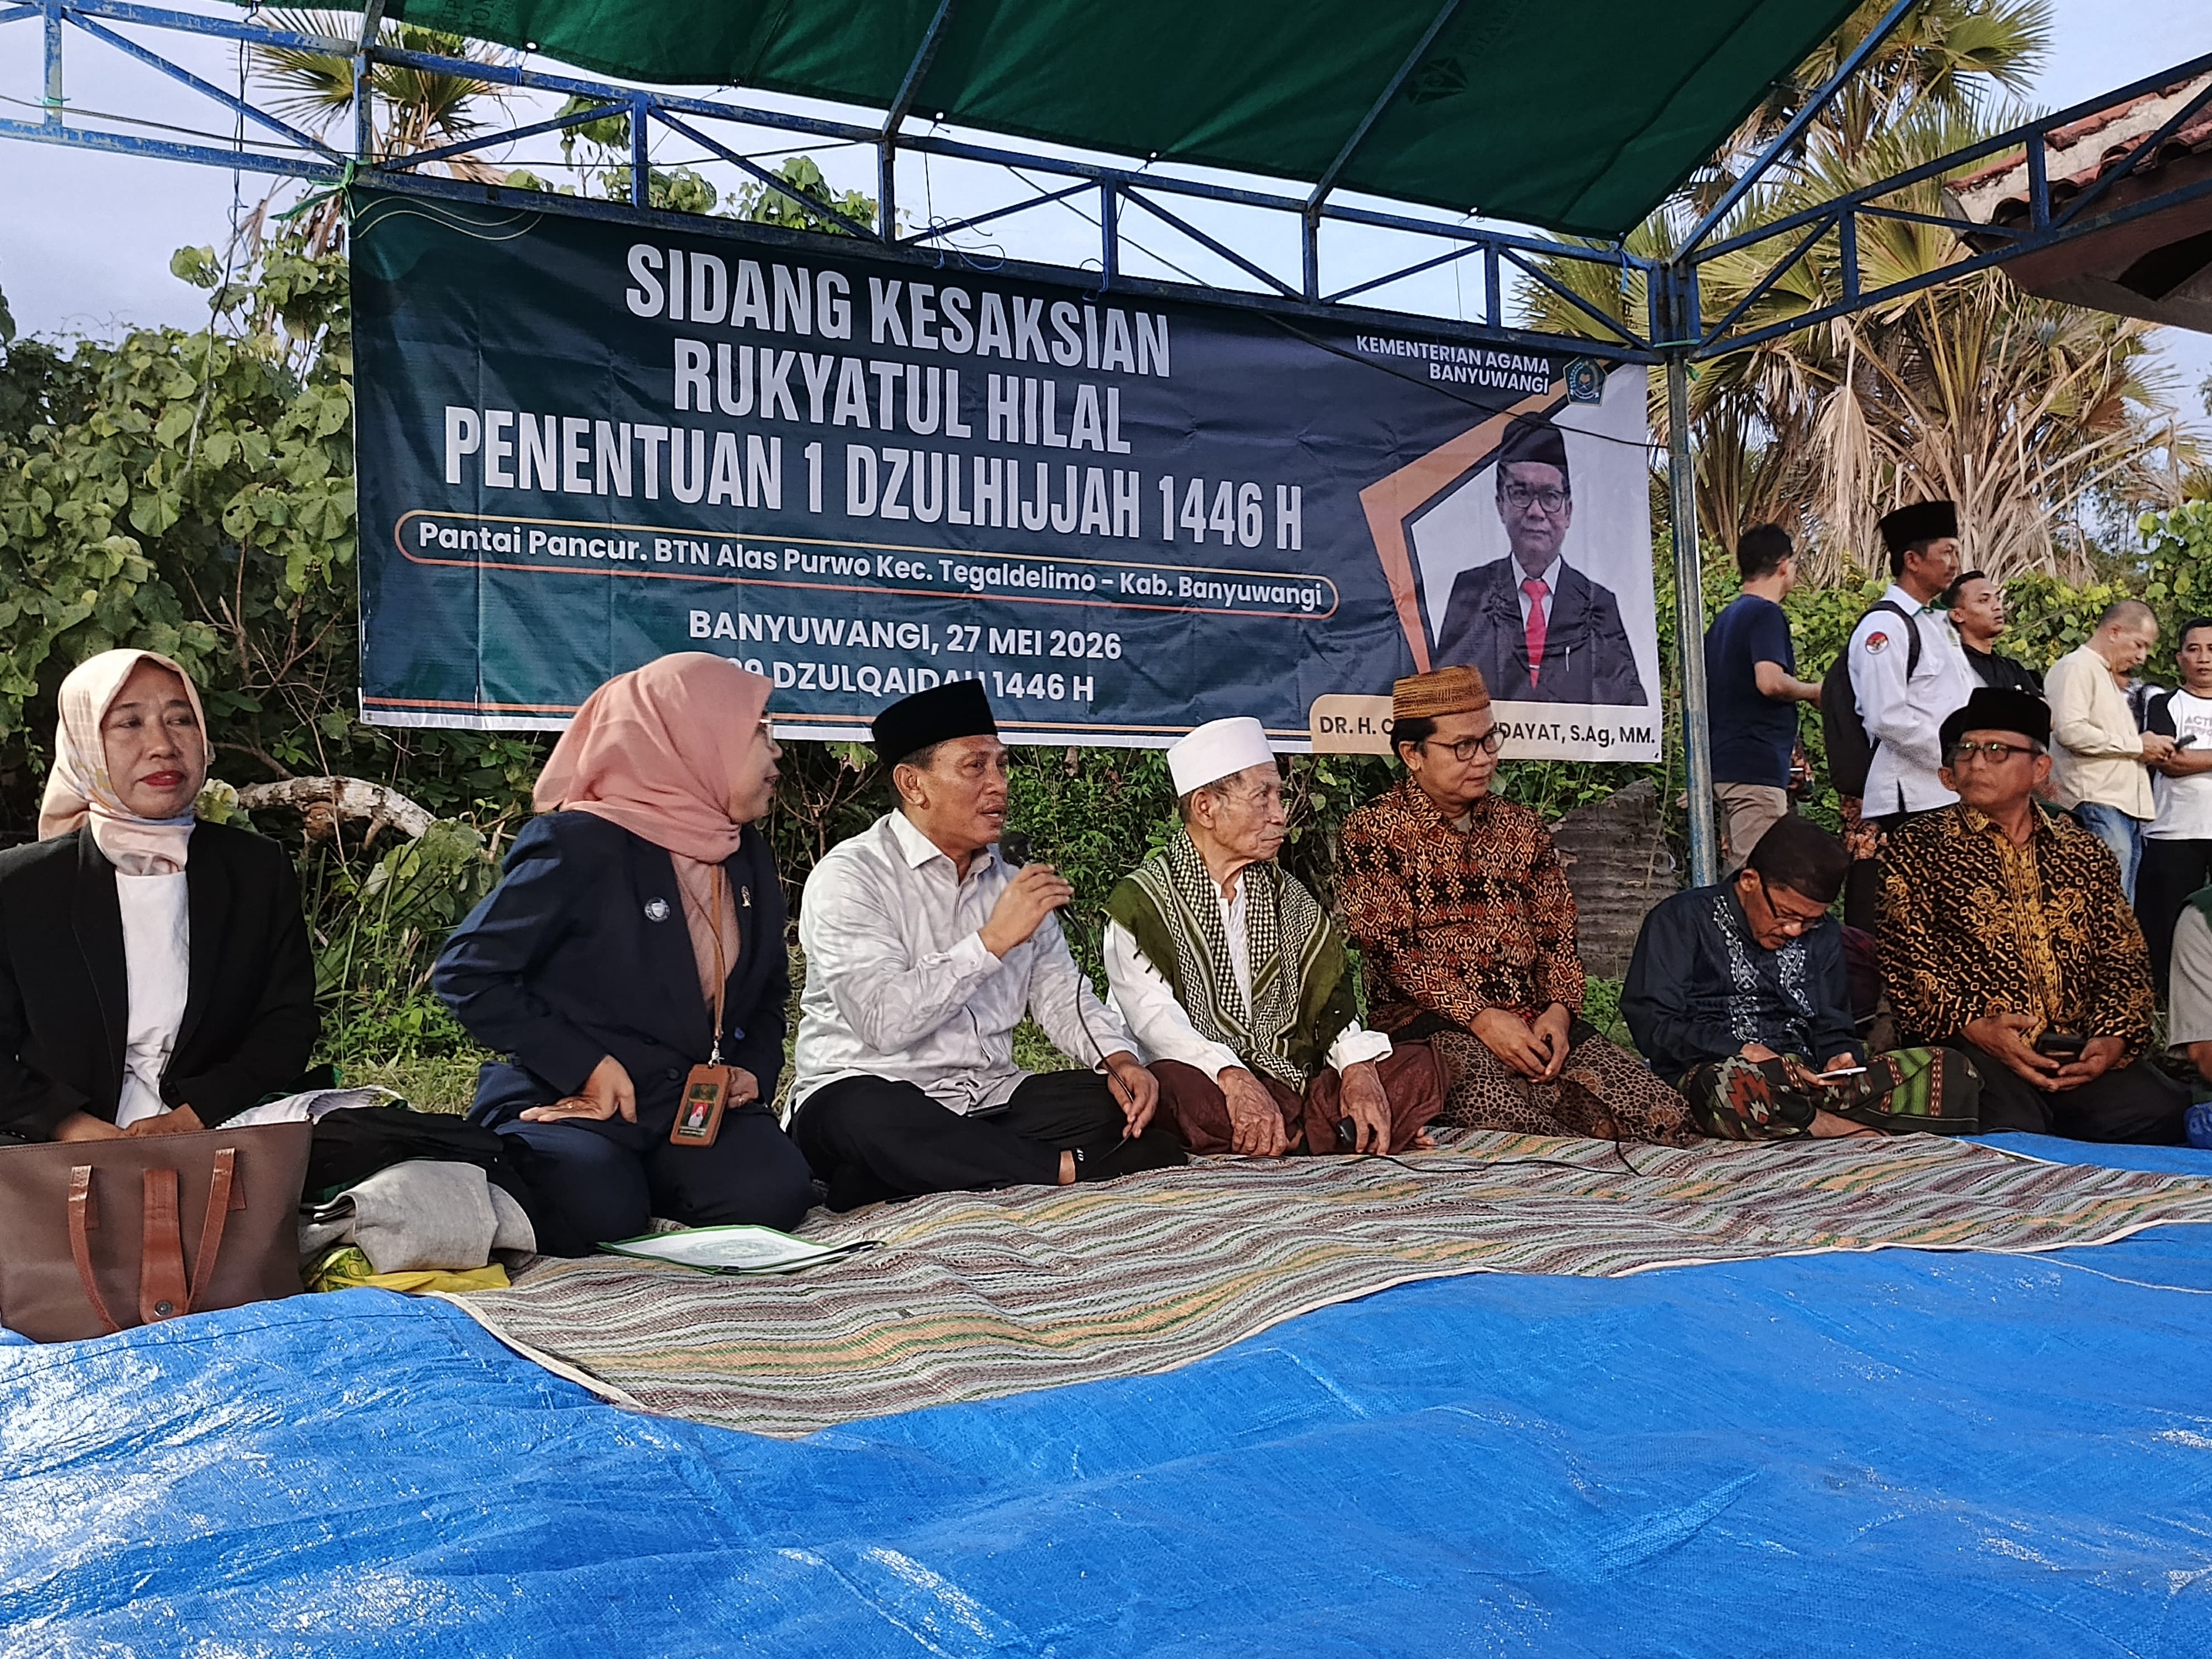 SIDANG KESAKSIAN
RUKYATUL HILAL
PENENTUAN 1 DZULHIJJAH 1446 H
Pantai Pancur. BTN Alas Purwo Kec. Tegaldelimo - Kab. Banyuwangi
BANYUWANGI, 27 MEI 2026
DZULQAIDAH 1446 H
KEMENTERIAN AGAMA
BANYUWANGI
DR. H. S.Ag, MM.